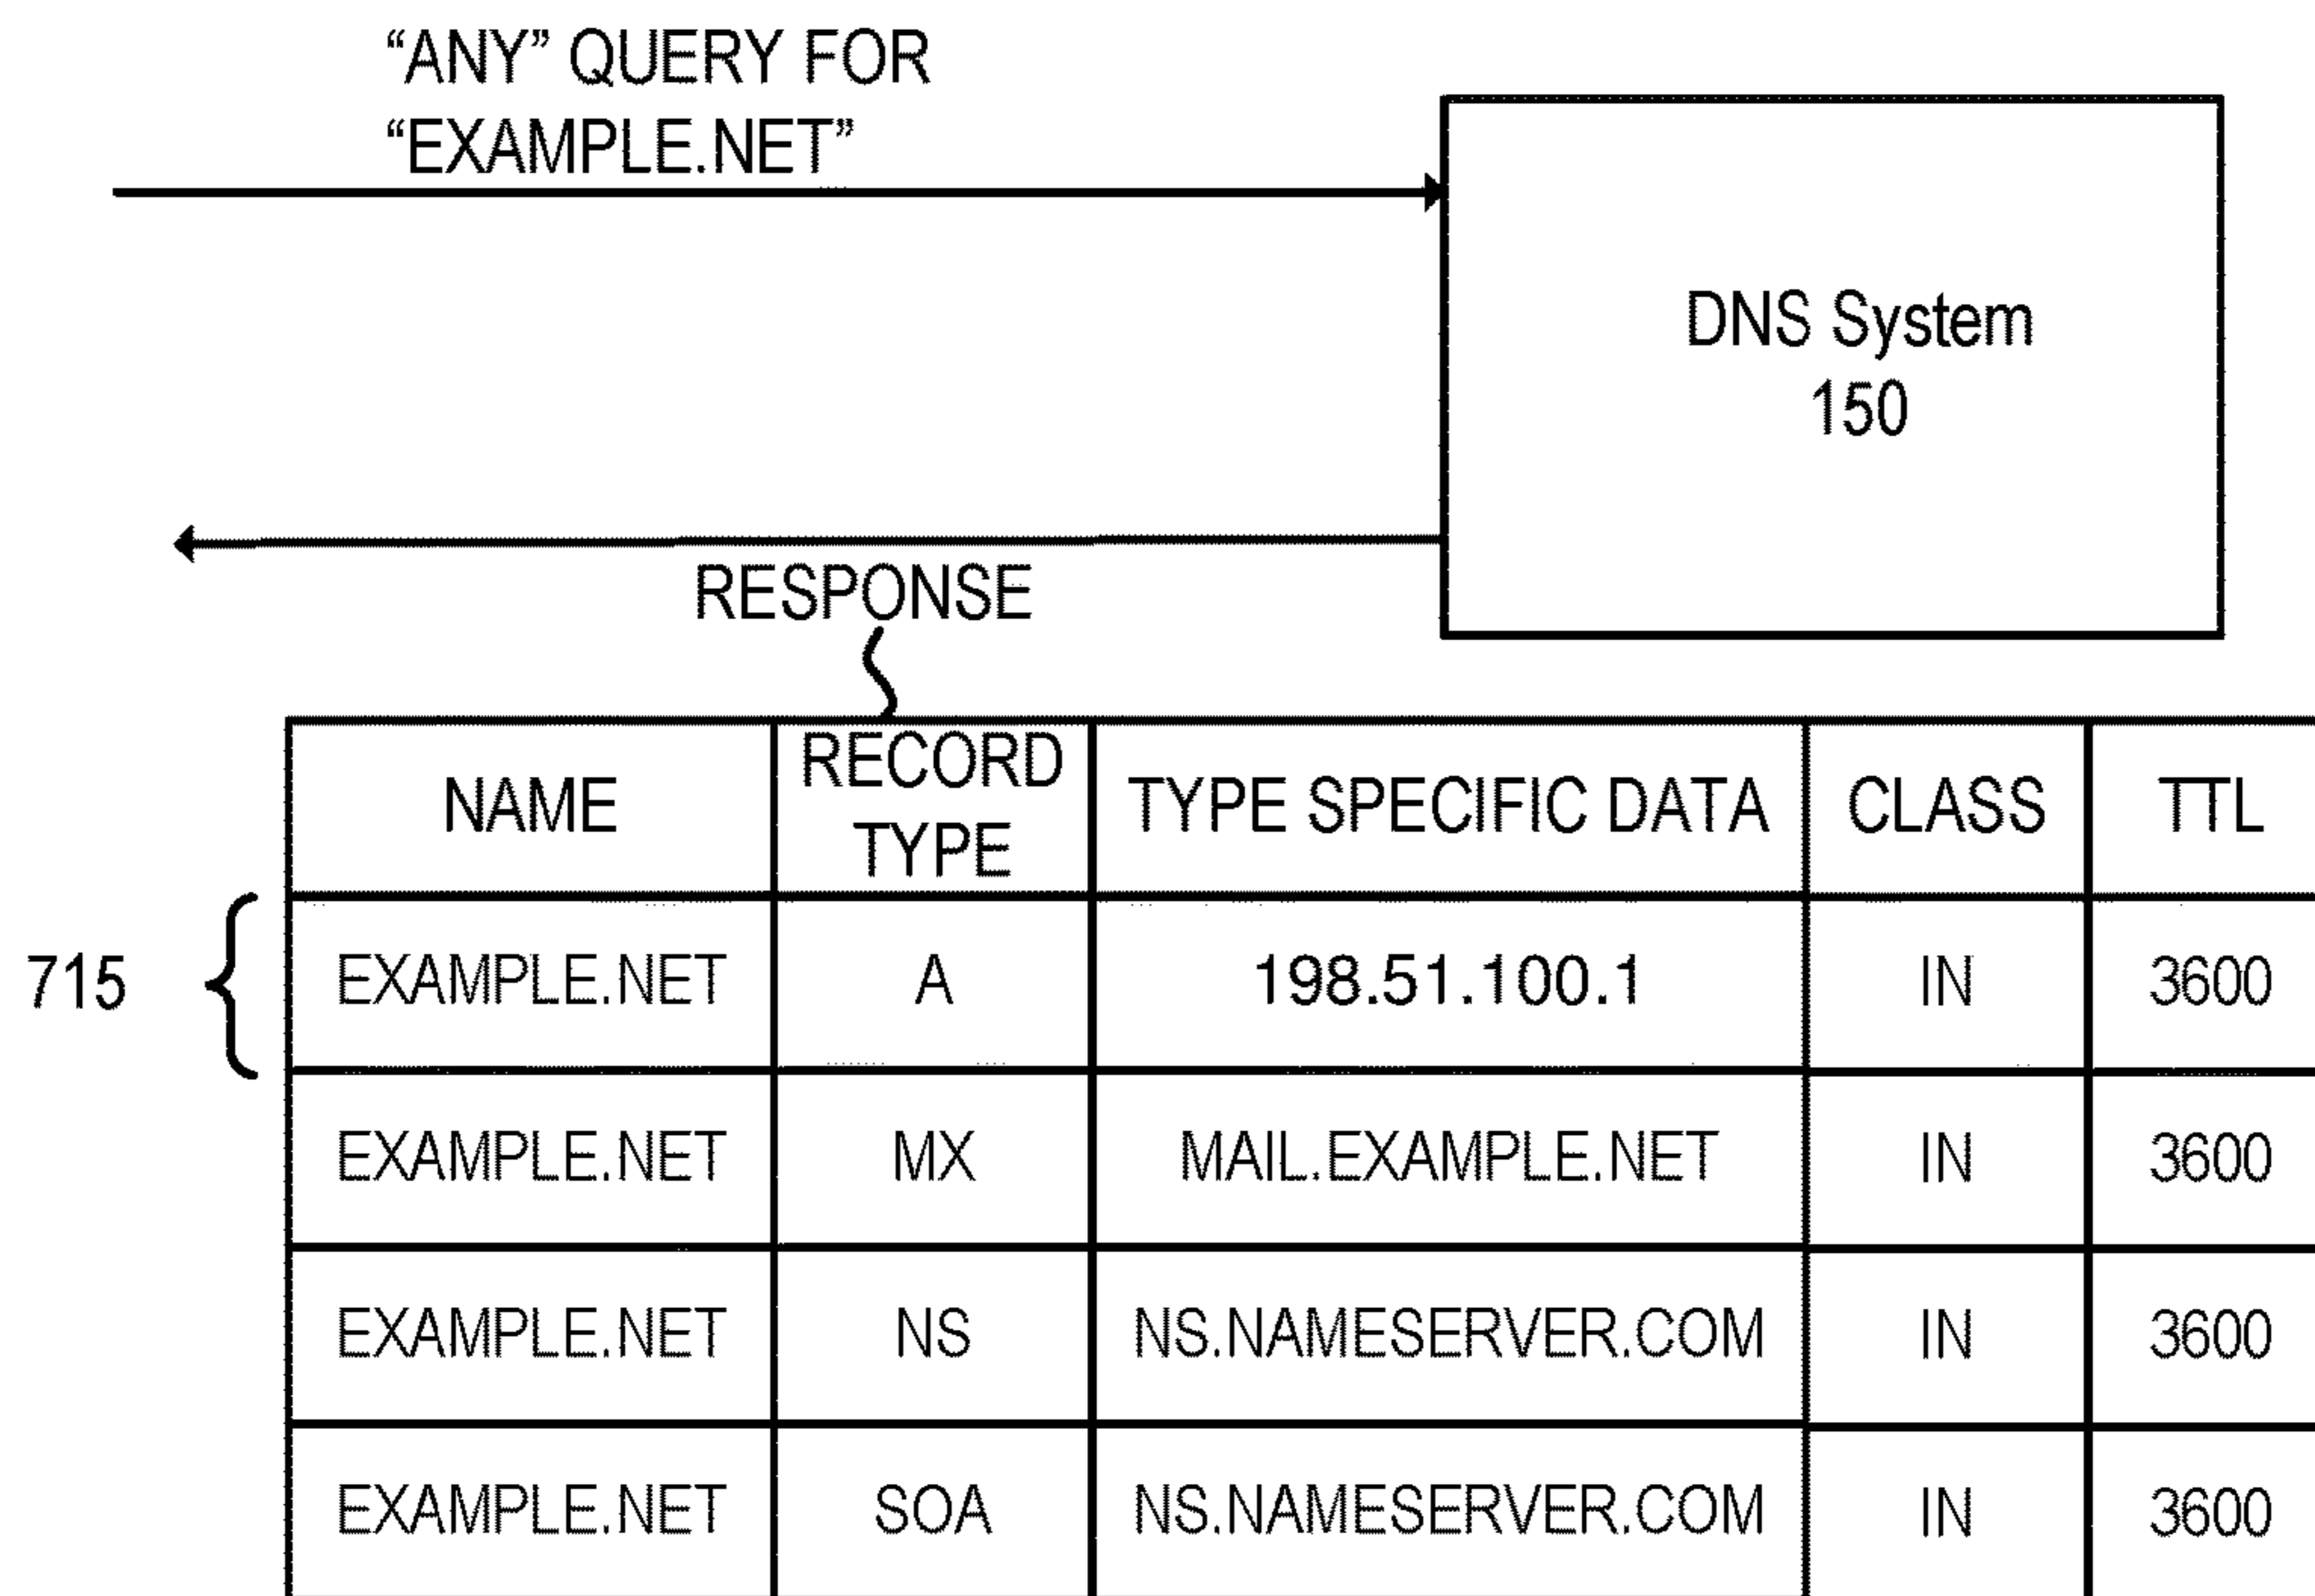 “ANY” QUERY FOR
“EXAMPLE.NET”
DNS System
150
RESPONSE
NAME RECORD TYPE TYPE SPECIFIC DATA CLASS TTL
715 EXAMPLE.NET A 198.51.100.1 IN 3600
EXAMPLE.NET MX MAIL.EXAMPLE.NET IN 3600
EXAMPLE.NET NS NS.NAMESERVER.COM IN 3600
EXAMPLE.NET SOA NS.NAMESERVER.COM IN 3600